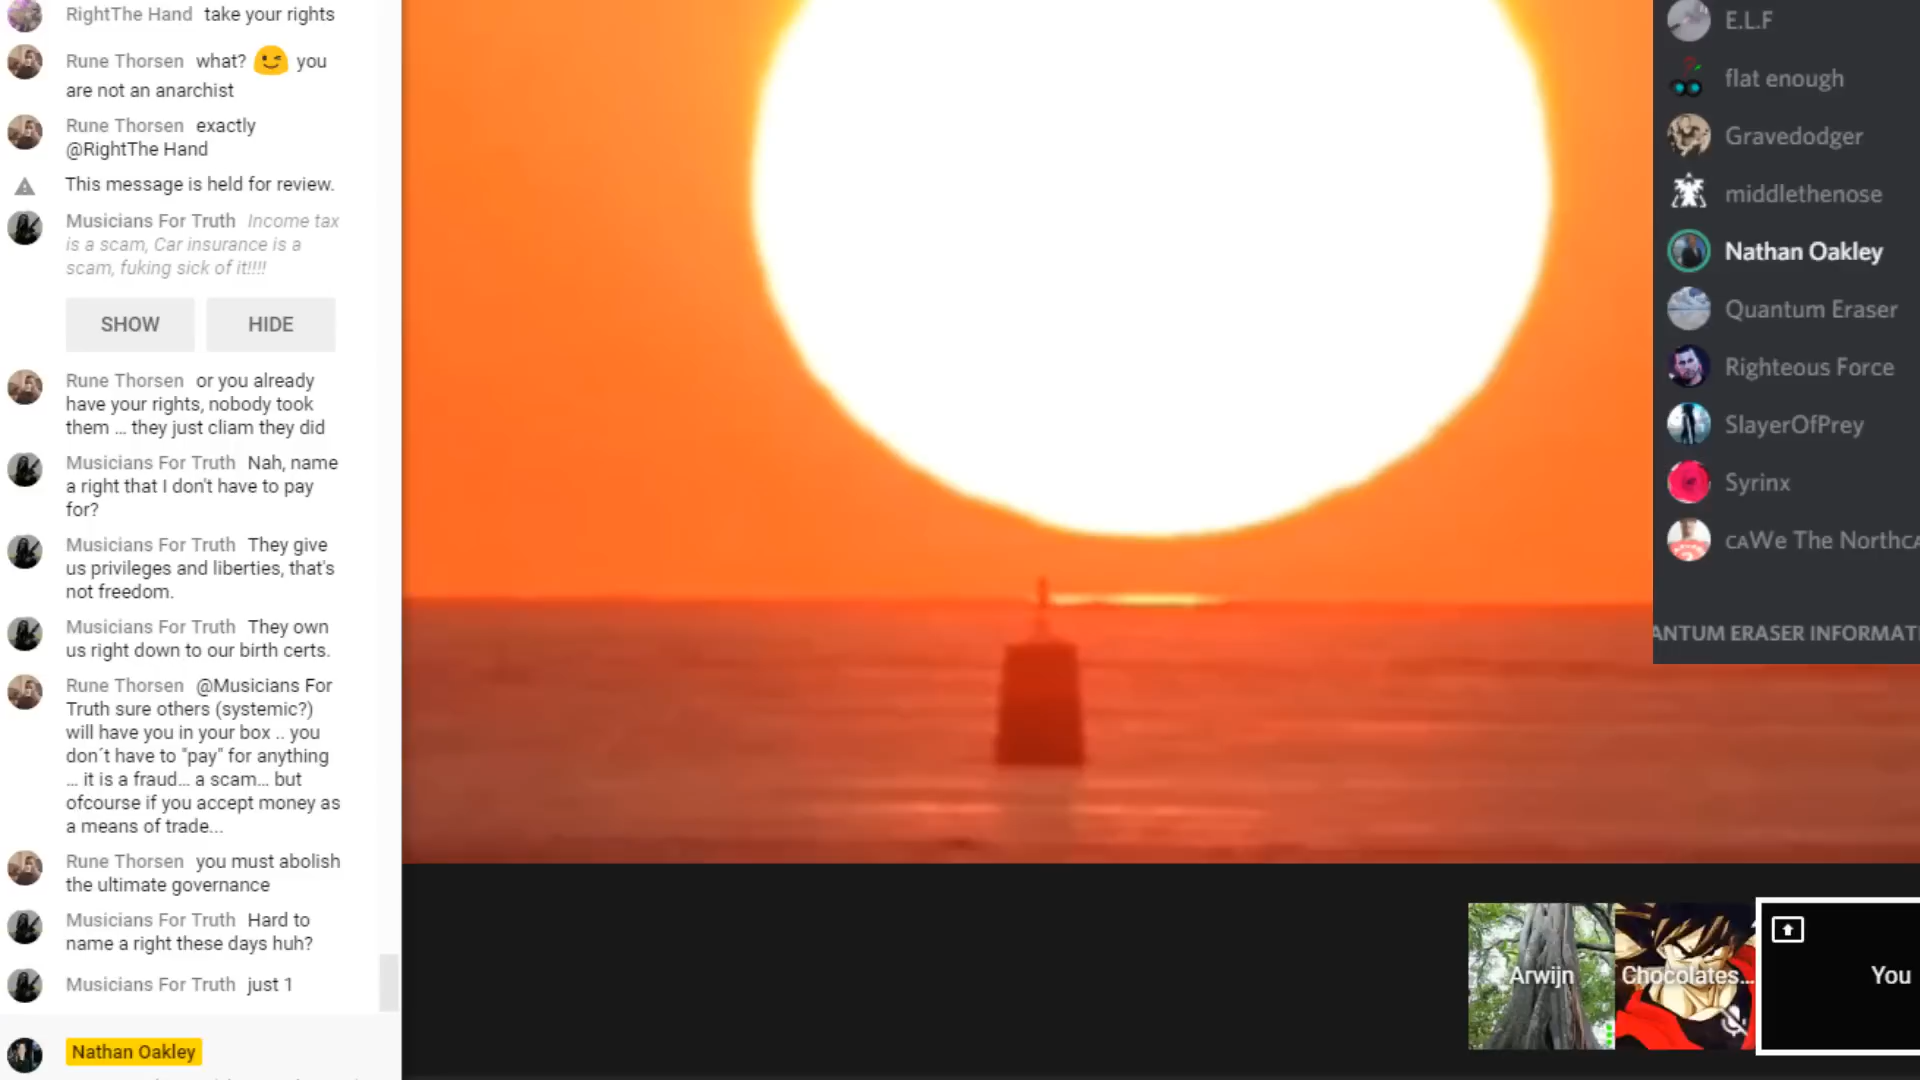 RightThe Hand take your rights
Rune Thorsen what? 😉 you
are not an anarchist
Rune Thorsen exactly
@RightThe Hand
This message is held for review.
Musicians For Truth Income tax
is a scam, Car insurance is a
scam, fuking sick of it!!!!
SHOW HIDE
Rune Thorsen or you already
have your rights, nobody took
them ... they just cliam they did
Musicians For Truth Nah, name
a right that I don't have to pay
for?
Musicians For Truth They give
us privileges and liberties, that's
not freedom.
Musicians For Truth They own
us right down to our birth certs.
Rune Thorsen @Musicians For
Truth sure others (systemic?)
will have you in your box .. you
don´t have to "pay" for anything
... it is a fraud... a scam... but
ofcourse if you accept money as
a means of trade...
Rune Thorsen you must abolish
the ultimate governance
Musicians For Truth Hard to
name a right these days huh?
Musicians For Truth just 1
Nathan Oakley
E.L.F
flat enough
Gravedodger
middlethenose
Nathan Oakley
Quantum Eraser
Righteous Force
SlayerOfPrey
Syrinx
CAWe The NorthCA
ANTUM ERASER INFORMATI
Arwijn
Chocolates...
You